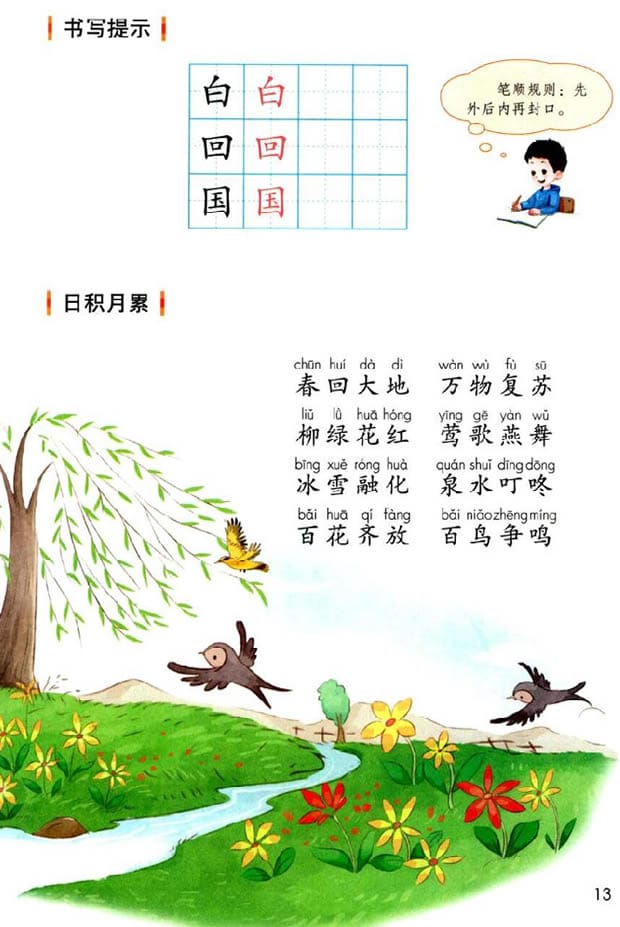 书写提示
白 白
回 回
国 国
笔顺规则：先
外后内再封口。
日积月累
chūn huí dà dì wàn wù fù sū
春回大地 万物复苏
liǔ lǜ huā hóng yīng gē yàn wǔ
柳绿花红 莺歌燕舞
bīng xuě róng huà quán shuǐ dīng dōng
冰雪融化 泉水叮咚
bǎi huā qí fàng bǎi niǎo zhēng míng
百花齐放 百鸟争鸣
13